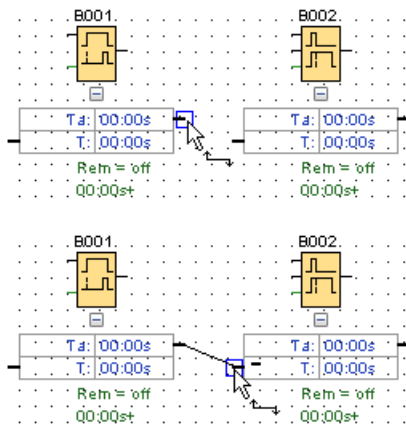 B001 B002
Ta: 00:00s Ta: 00:00s
T: 00:00s T: 00:00s
Rem = off Rem = off
00:00s+ 00:00s+
B001 B002
Ta: 00:00s Ta: 00:00s
T: 00:00s T: 00:00s
Rem = off Rem = off
00:00s+ 00:00s+